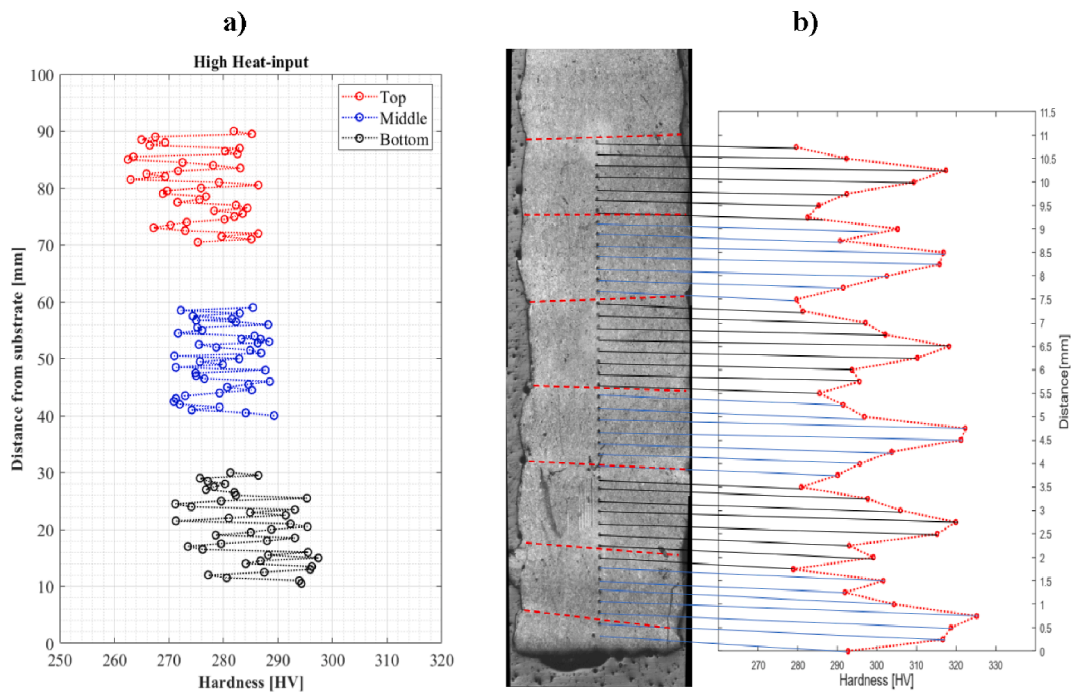 a)
b)
High Heat-input
Top
Middle
Bottom
100
90
80
70
60
50
40
30
20
10
0
Distance from substrate [mm]
250 260 270 280 290 300 310 320
Hardness [HV]
11.5
11
10.5
10
9.5
9
8.5
8
7.5
7
6.5
6
5.5
5
4.5
4
3.5
3
2.5
2
1.5
1
0.5
0
Distance[mm]
270 280 290 300 310 320 330
Hardness [HV]